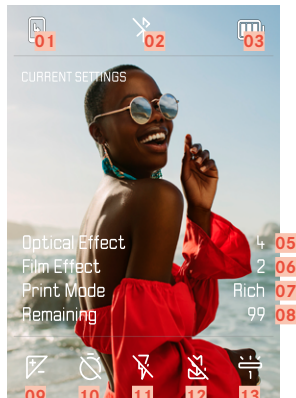 01 02 03
CURRENT SETTINGS
Optical Effect 4 05
Film Effect 2 06
Print Mode Rich 07
Remaining 99 08
09 10 11 12 13